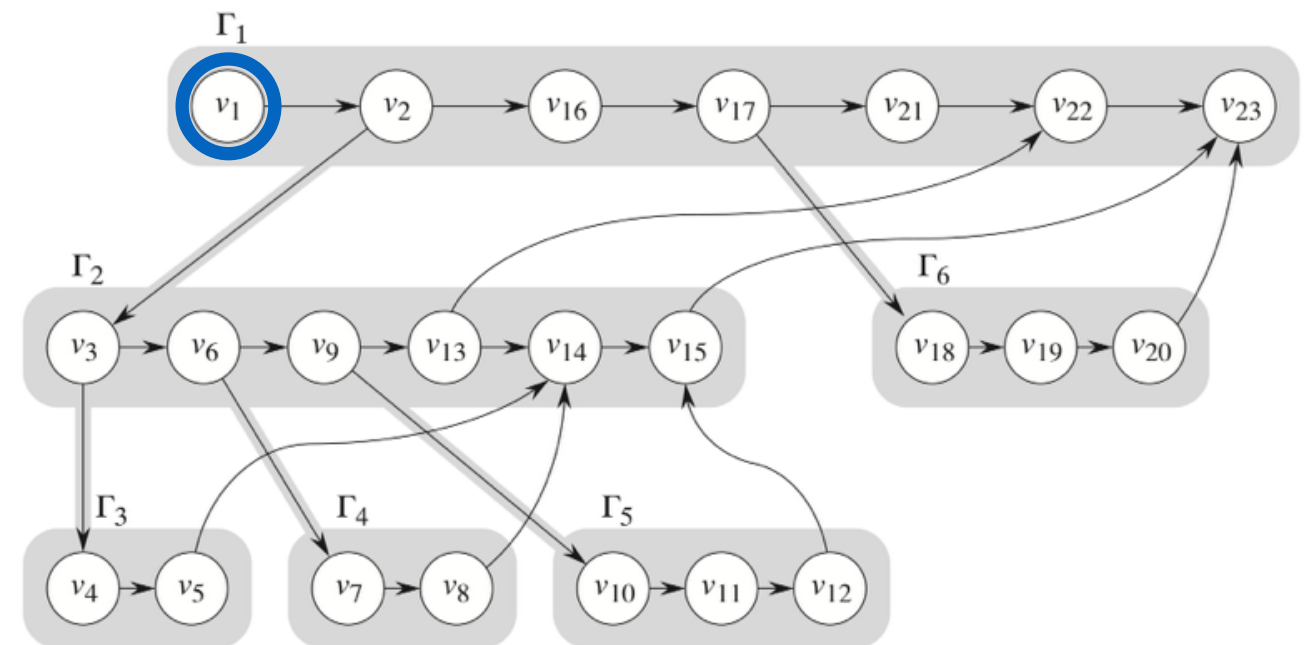 Γ₁
v₁ v₂ v₁₆ v₁₇ v₂₁ v₂₂ v₂₃
Γ₂ Γ₆
v₃ v₆ v₉ v₁₃ v₁₄ v₁₅ v₁₈ v₁₉ v₂₀
Γ₃ Γ₄ Γ₅
v₄ v₅ v₇ v₈ v₁₀ v₁₁ v₁₂